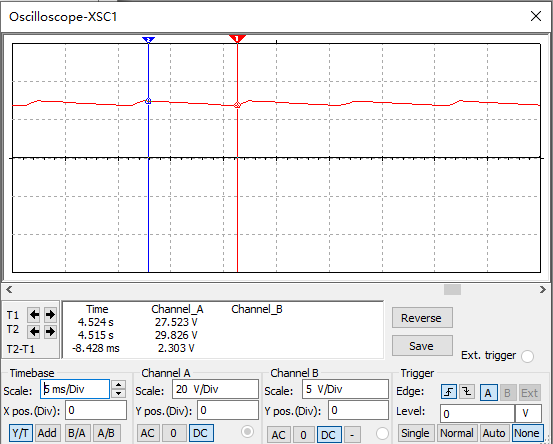 Oscilloscope-XSC1
2 1
T1
T2
T2-T1
Time Channel_A Channel_B
4.524 s 27.523 V
4.515 s 29.826 V
-8.428 ms 2.303 V
Reverse
Save
Ext. trigger
Timebase
Scale: 5 ms/Div
X pos.(Div): 0
Y/T Add B/A A/B
Channel A
Scale: 20 V/Div
Y pos.(Div): 0
AC 0 DC
Channel B
Scale: 5 V/Div
Y pos.(Div): 0
AC 0 DC -
Trigger
Edge: A B Ext
Level: 0 V
Single Normal Auto None